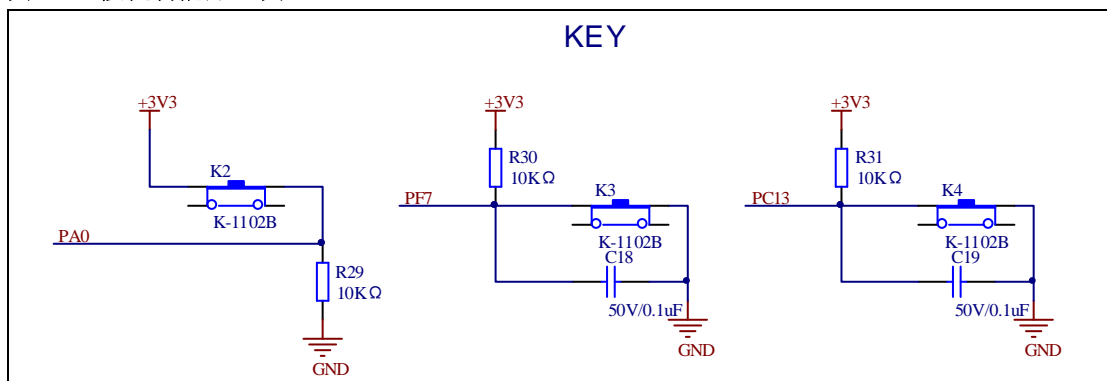 KEY
+3V3
K2
K-1102B
PA0
R29
10KΩ
GND
+3V3
R30
10KΩ
PF7
K3
K-1102B
C18
50V/0.1uF
GND
+3V3
R31
10KΩ
PC13
K4
K-1102B
C19
50V/0.1uF
GND